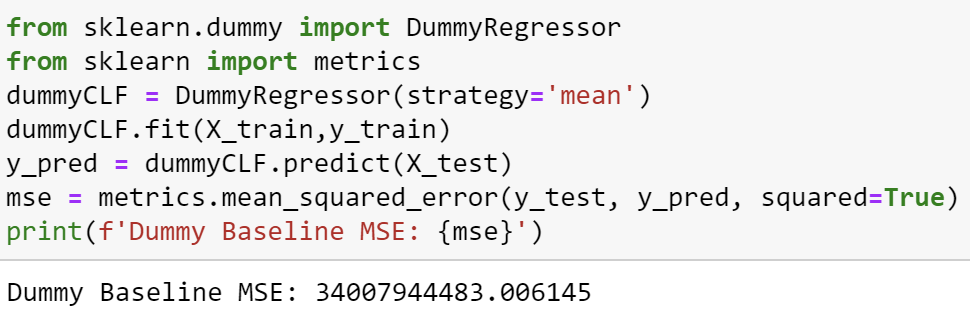 from sklearn.dummy import DummyRegressor
from sklearn import metrics
dummyCLF = DummyRegressor(strategy='mean')
dummyCLF.fit(X_train,y_train)
y_pred = dummyCLF.predict(X_test)
mse = metrics.mean_squared_error(y_test, y_pred, squared=True)
print(f'Dummy Baseline MSE: {mse}')
Dummy Baseline MSE: 34007944483.006145